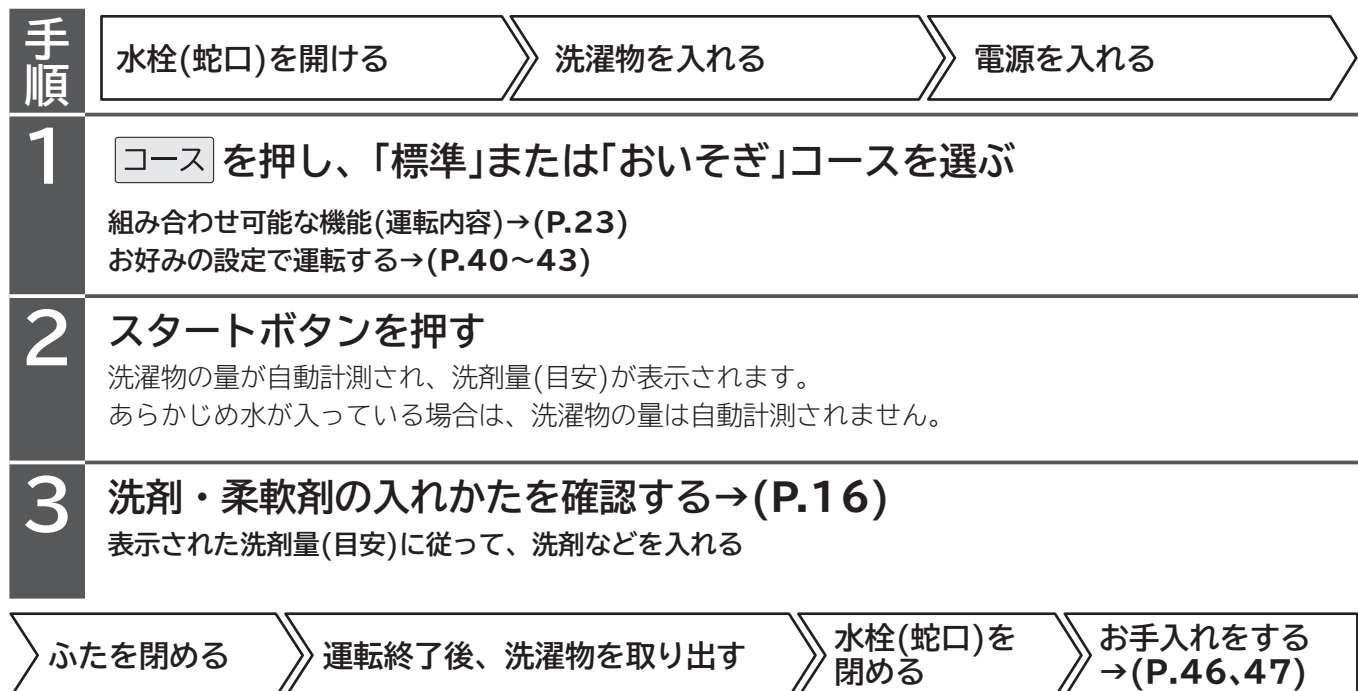 手順
水栓(蛇口)を開ける
洗濯物を入れる
電源を入れる
1
コース を押し、「標準」または「おいそぎ」コースを選ぶ
組み合わせ可能な機能(運転内容)→(P.23)
お好みの設定で運転する→(P.40〜43)
2
スタートボタンを押す
洗濯物の量が自動計測され、洗剤量(目安)が表示されます。
あらかじめ水が入っている場合は、洗濯物の量は自動計測されません。
3
洗剤・柔軟剤の入れかたを確認する→(P.16)
表示された洗剤量(目安)に従って、洗剤などを入れる
ふたを閉める
運転終了後、洗濯物を取り出す
水栓(蛇口)を
閉める
お手入れをする
→(P.46、47)